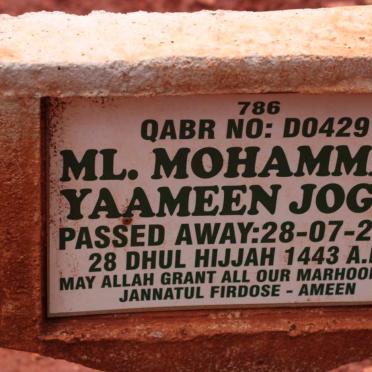 786
QABR NO: D0429
ML. MOHAMM
YAAMEEN JOG
PASSED AWAY:28-07-2
28 DHUL HIJJAH 1443 A.
MAY ALLAH GRANT ALL OUR MARHOO
JANNATUL FIRDOSE - AMEEN